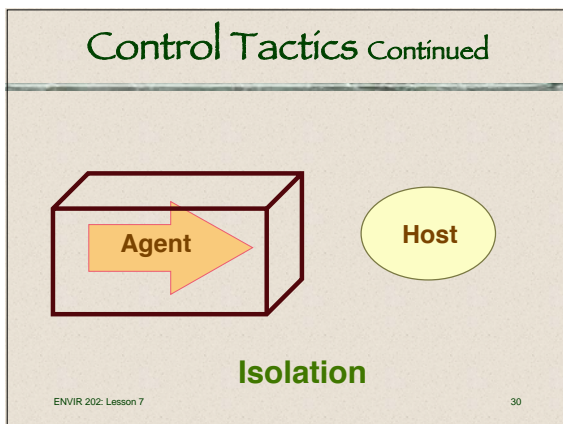 Control Tactics Continued
Agent
Host
Isolation
ENVIR 202: Lesson 7
30